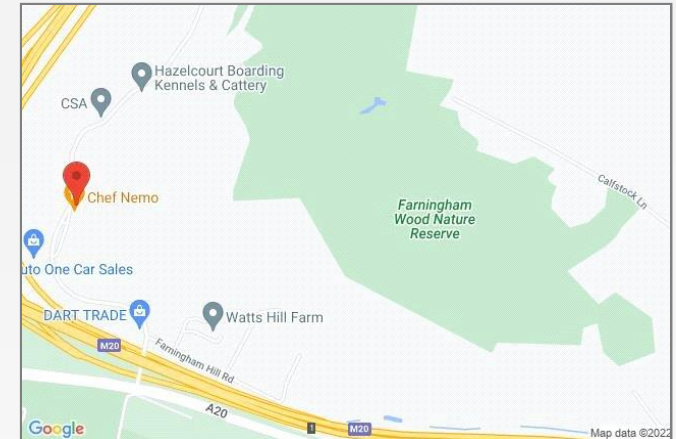 Hazelcourt Boarding
Kennels & Cattery
CSA
Calfstock Ln
Chef Nemo
Farningham
Wood Nature
Reserve
uto One Car Sales
DART TRADE
Watts Hill Farm
M20
Farningham Hill Rd
A20
1
M20
Google
Map data ©2022